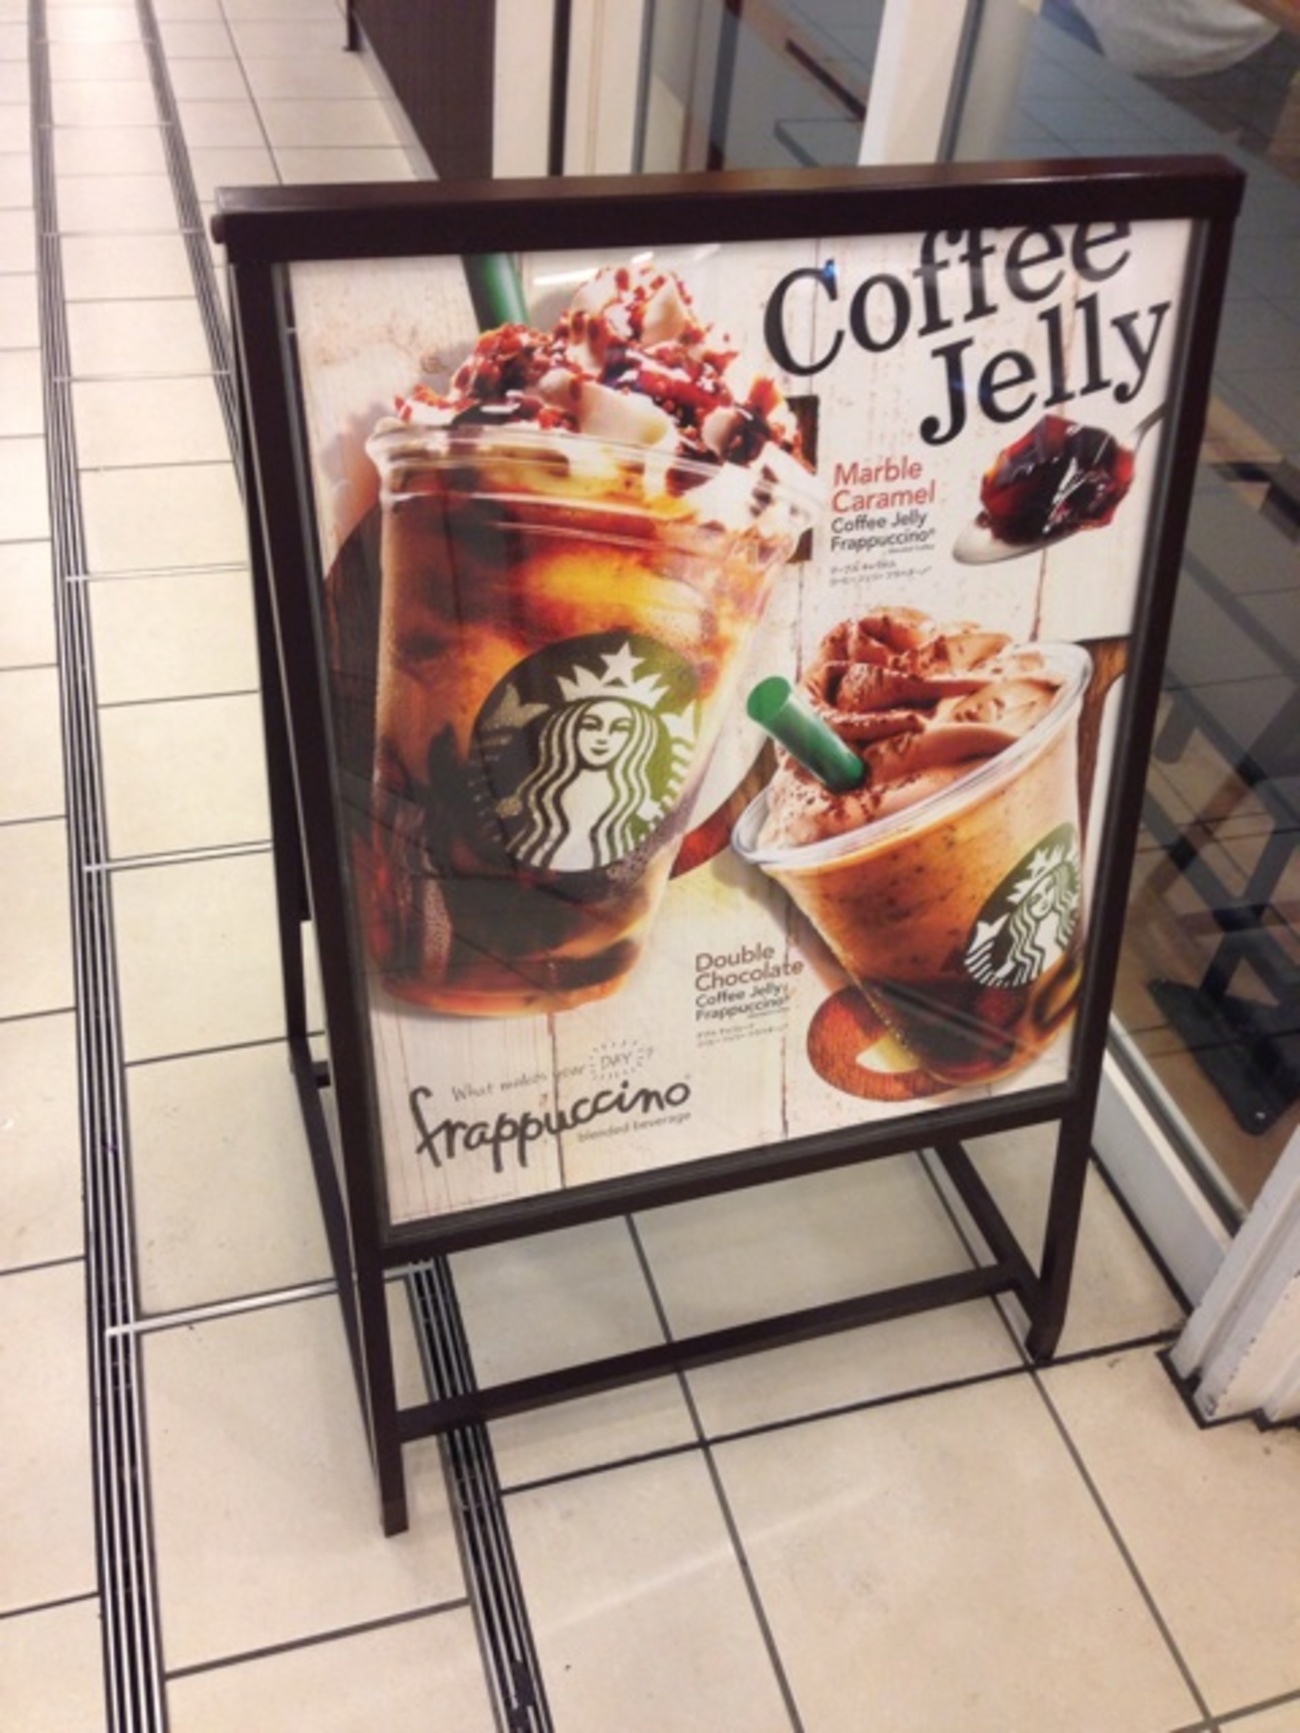 Coffee
Jelly
Marble
Caramel
Coffee Jelly
Frappuccino®
Double
Chocolate
Coffee Jelly
Frappuccino®
What makes your DAY?
frappuccino
blended beverage